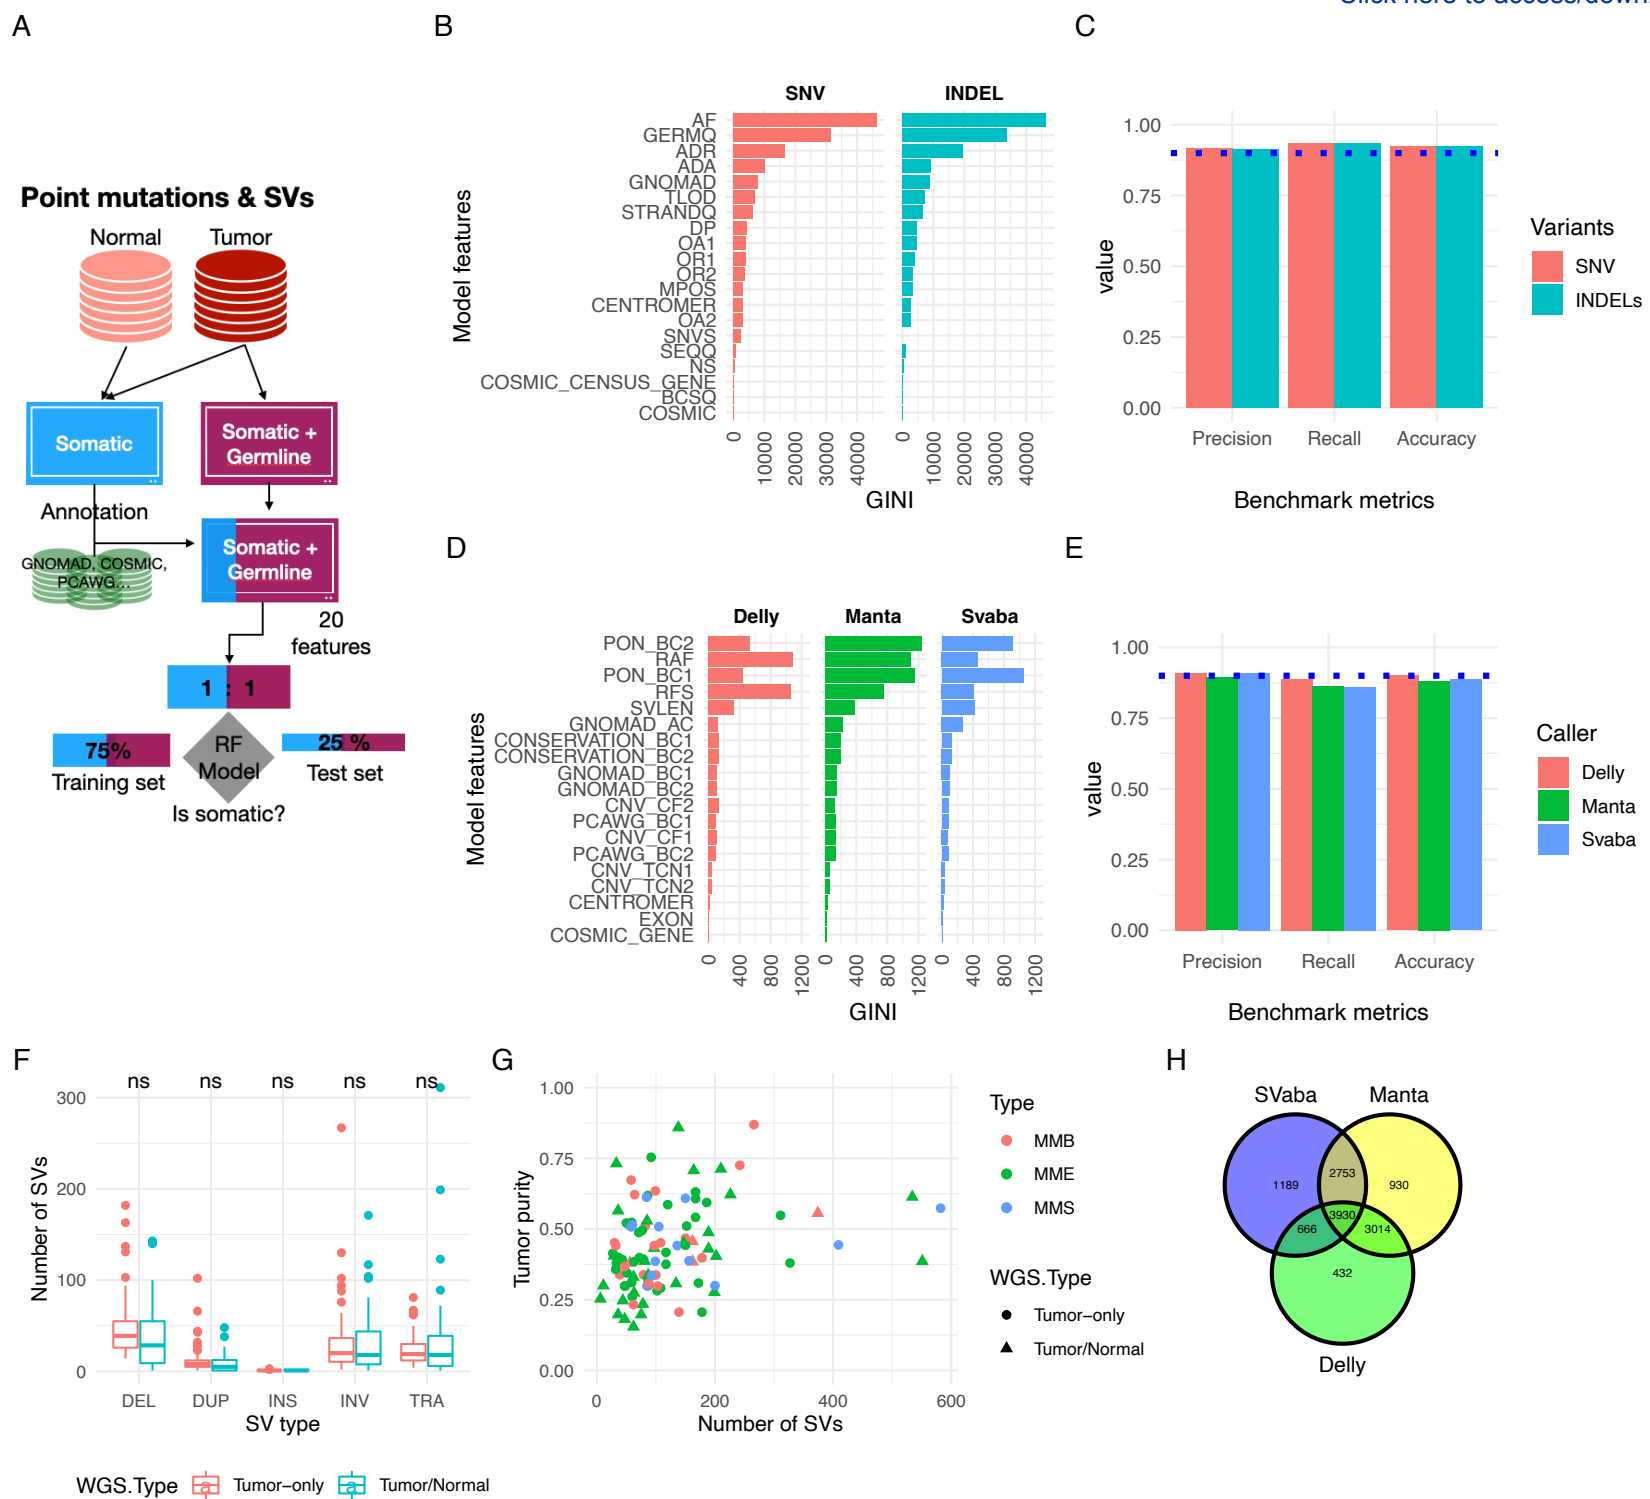 A
B
C
Point mutations & SVs
Normal
Tumor
Somatic
Somatic +
Germline
Annotation
GNOMAD, COSMIC,
PCAWG...
Somatic +
Germline
20
features
1 : 1
75%
Training set
RF
Model
25 %
Test set
Is somatic?
SNV
INDEL
Model features
AF
GERMQ
ADR
ADA
GNOMAD
TLOD
STRANDQ
DP
OA1
OR1
OR2
MPOS
CENTROMER
OA2
SNVS
SEQQ
NS
COSMIC_CENSUS_GENE
BCSQ
COSMIC
0 10000 20000 30000 40000
0 10000 20000 30000 40000
GINI
value
1.00
0.75
0.50
0.25
0.00
Precision Recall Accuracy
Benchmark metrics
Variants
SNV
INDELs
D
Delly
Manta
Svaba
Model features
PON_BC2
RAF
PON_BC1
RFS
SVLEN
GNOMAD_AC
CONSERVATION_BC1
CONSERVATION_BC2
GNOMAD_BC1
GNOMAD_BC2
CNV_CF2
PCAWG_BC1
CNV_CF1
PCAWG_BC2
CNV_TCN1
CNV_TCN2
CENTROMER
EXON
COSMIC_GENE
0 400 800 1200
0 400 800 1200
0 400 800 1200
GINI
E
value
1.00
0.75
0.50
0.25
0.00
Precision Recall Accuracy
Benchmark metrics
Caller
Delly
Manta
Svaba
F
ns ns ns ns ns
Number of SVs
300
200
100
0
DEL DUP INS INV TRA
SV type
WGS.Type
Tumor-only
Tumor/Normal
G
Tumor purity
1.00
0.75
0.50
0.25
0.00
0 200 400 600
Number of SVs
Type
MMB
MME
MMS
WGS.Type
Tumor-only
Tumor/Normal
H
SVaba
Manta
1189
2753
930
3930
666
3014
432
Delly